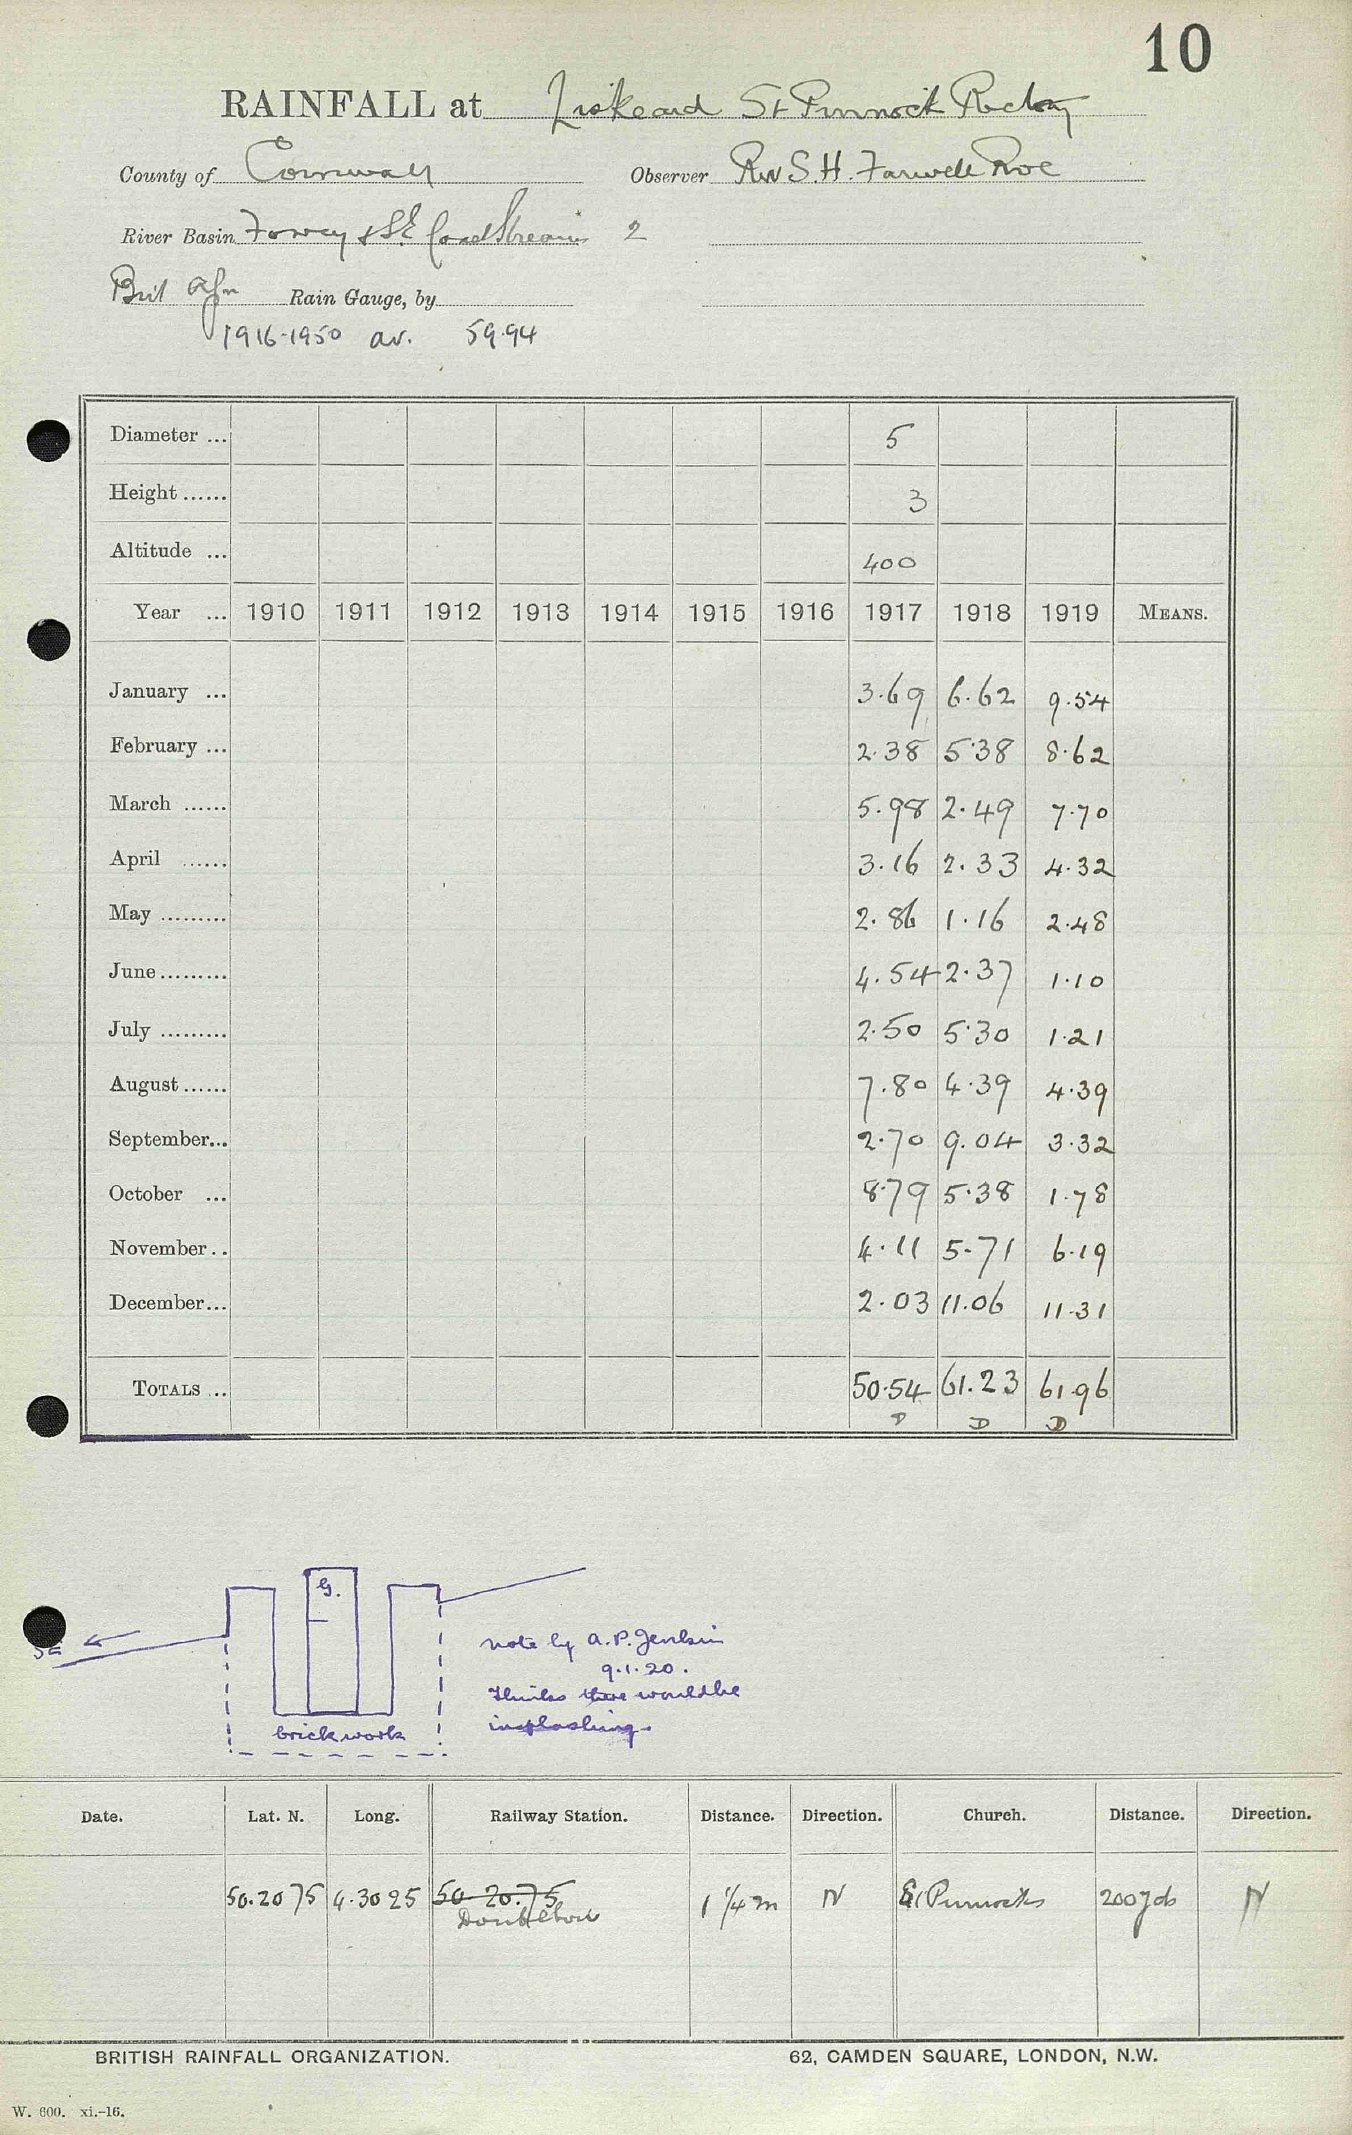 10
RAINFALL at Liskeard St Pinnock Rectory
County of Cornwall Observer Rev S.H. Farwell Roe
River Basin Fowey & S.E. Coast Streams 2
Brit Rain Gauge, by
1916-1950 av. 59.94
Diameter ... 5
Height ...... 3
Altitude ... 400
Year ... 1910 1911 1912 1913 1914 1915 1916 1917 1918 1919 MEANS.
January ... 3.69 6.62 9.54
February ... 2.38 5.38 8.62
March ...... 5.98 2.49 7.70
April ...... 3.16 2.33 4.32
May ......... 2.86 1.16 2.48
June ......... 4.54 2.37 1.10
July ......... 2.50 5.30 1.21
August ...... 7.80 4.39 4.39
September... 2.70 9.04 3.32
October ... 8.79 5.38 1.78
November.. 4.11 5.71 6.19
December... 2.03 11.06 11.31
TOTALS ... 50.54 61.23 61.96
D D D
G.
SE
note by A.P. Jenkin
9.1.20.
thinks there would be
insplashing
brickwork
Date. Lat. N. Long. Railway Station. Distance. Direction. Church. Distance. Direction.
50.2075 4.3025 50 20.75 1 1/4 m N St Pinnocks 200 yds N
Doublebois
BRITISH RAINFALL ORGANIZATION. 62, CAMDEN SQUARE, LONDON, N.W.
W. 600. xi.-16.